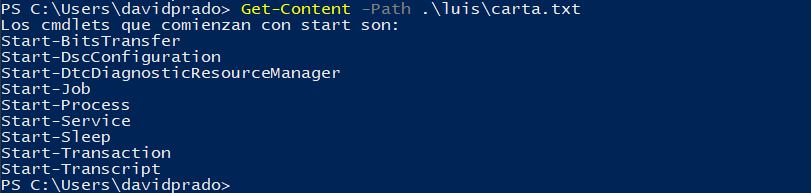 PS C:\Users\davidprado> Get-Content -Path .\luis\carta.txt
Los cmdlets que comienzan con start son:
Start-BitsTransfer
Start-DscConfiguration
Start-DtcDiagnosticResourceManager
Start-Job
Start-Process
Start-Service
Start-Sleep
Start-Transaction
Start-Transcript
PS C:\Users\davidprado>